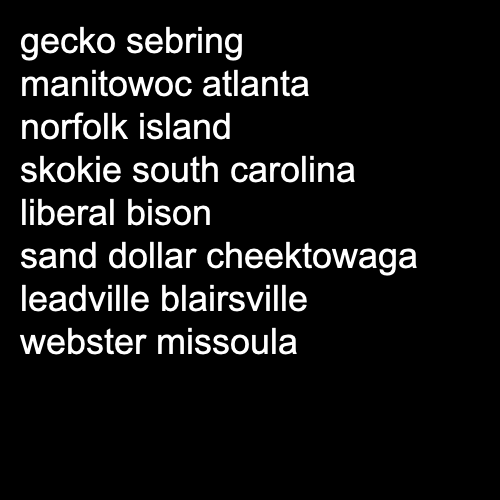 gecko sebring
manitowoc atlanta
norfolk island
skokie south carolina
liberal bison
sand dollar cheektowaga
leadville blairsville
webster missoula